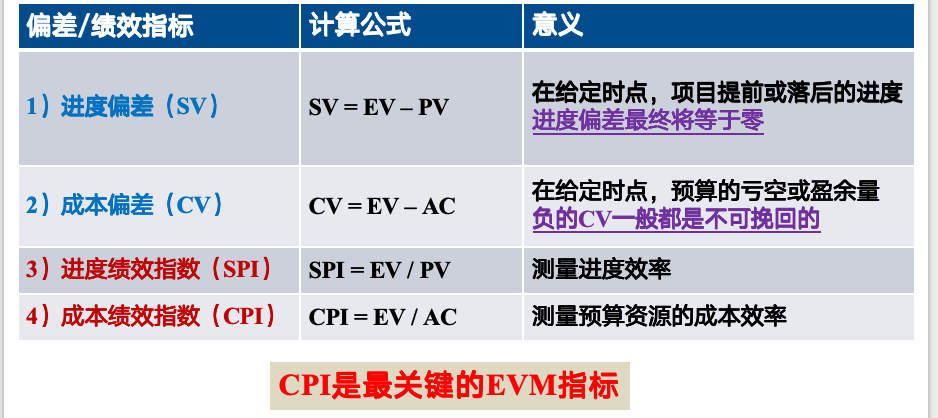 偏差/绩效指标 计算公式 意义
1）进度偏差（SV） SV = EV – PV 在给定时点，项目提前或落后的进度
进度偏差最终将等于零
2）成本偏差（CV） CV = EV – AC 在给定时点，预算的亏空或盈余量
负的CV一般都是不可挽回的
3）进度绩效指数（SPI） SPI = EV / PV 测量进度效率
4）成本绩效指数（CPI） CPI = EV / AC 测量预算资源的成本效率
CPI是最关键的EVM指标